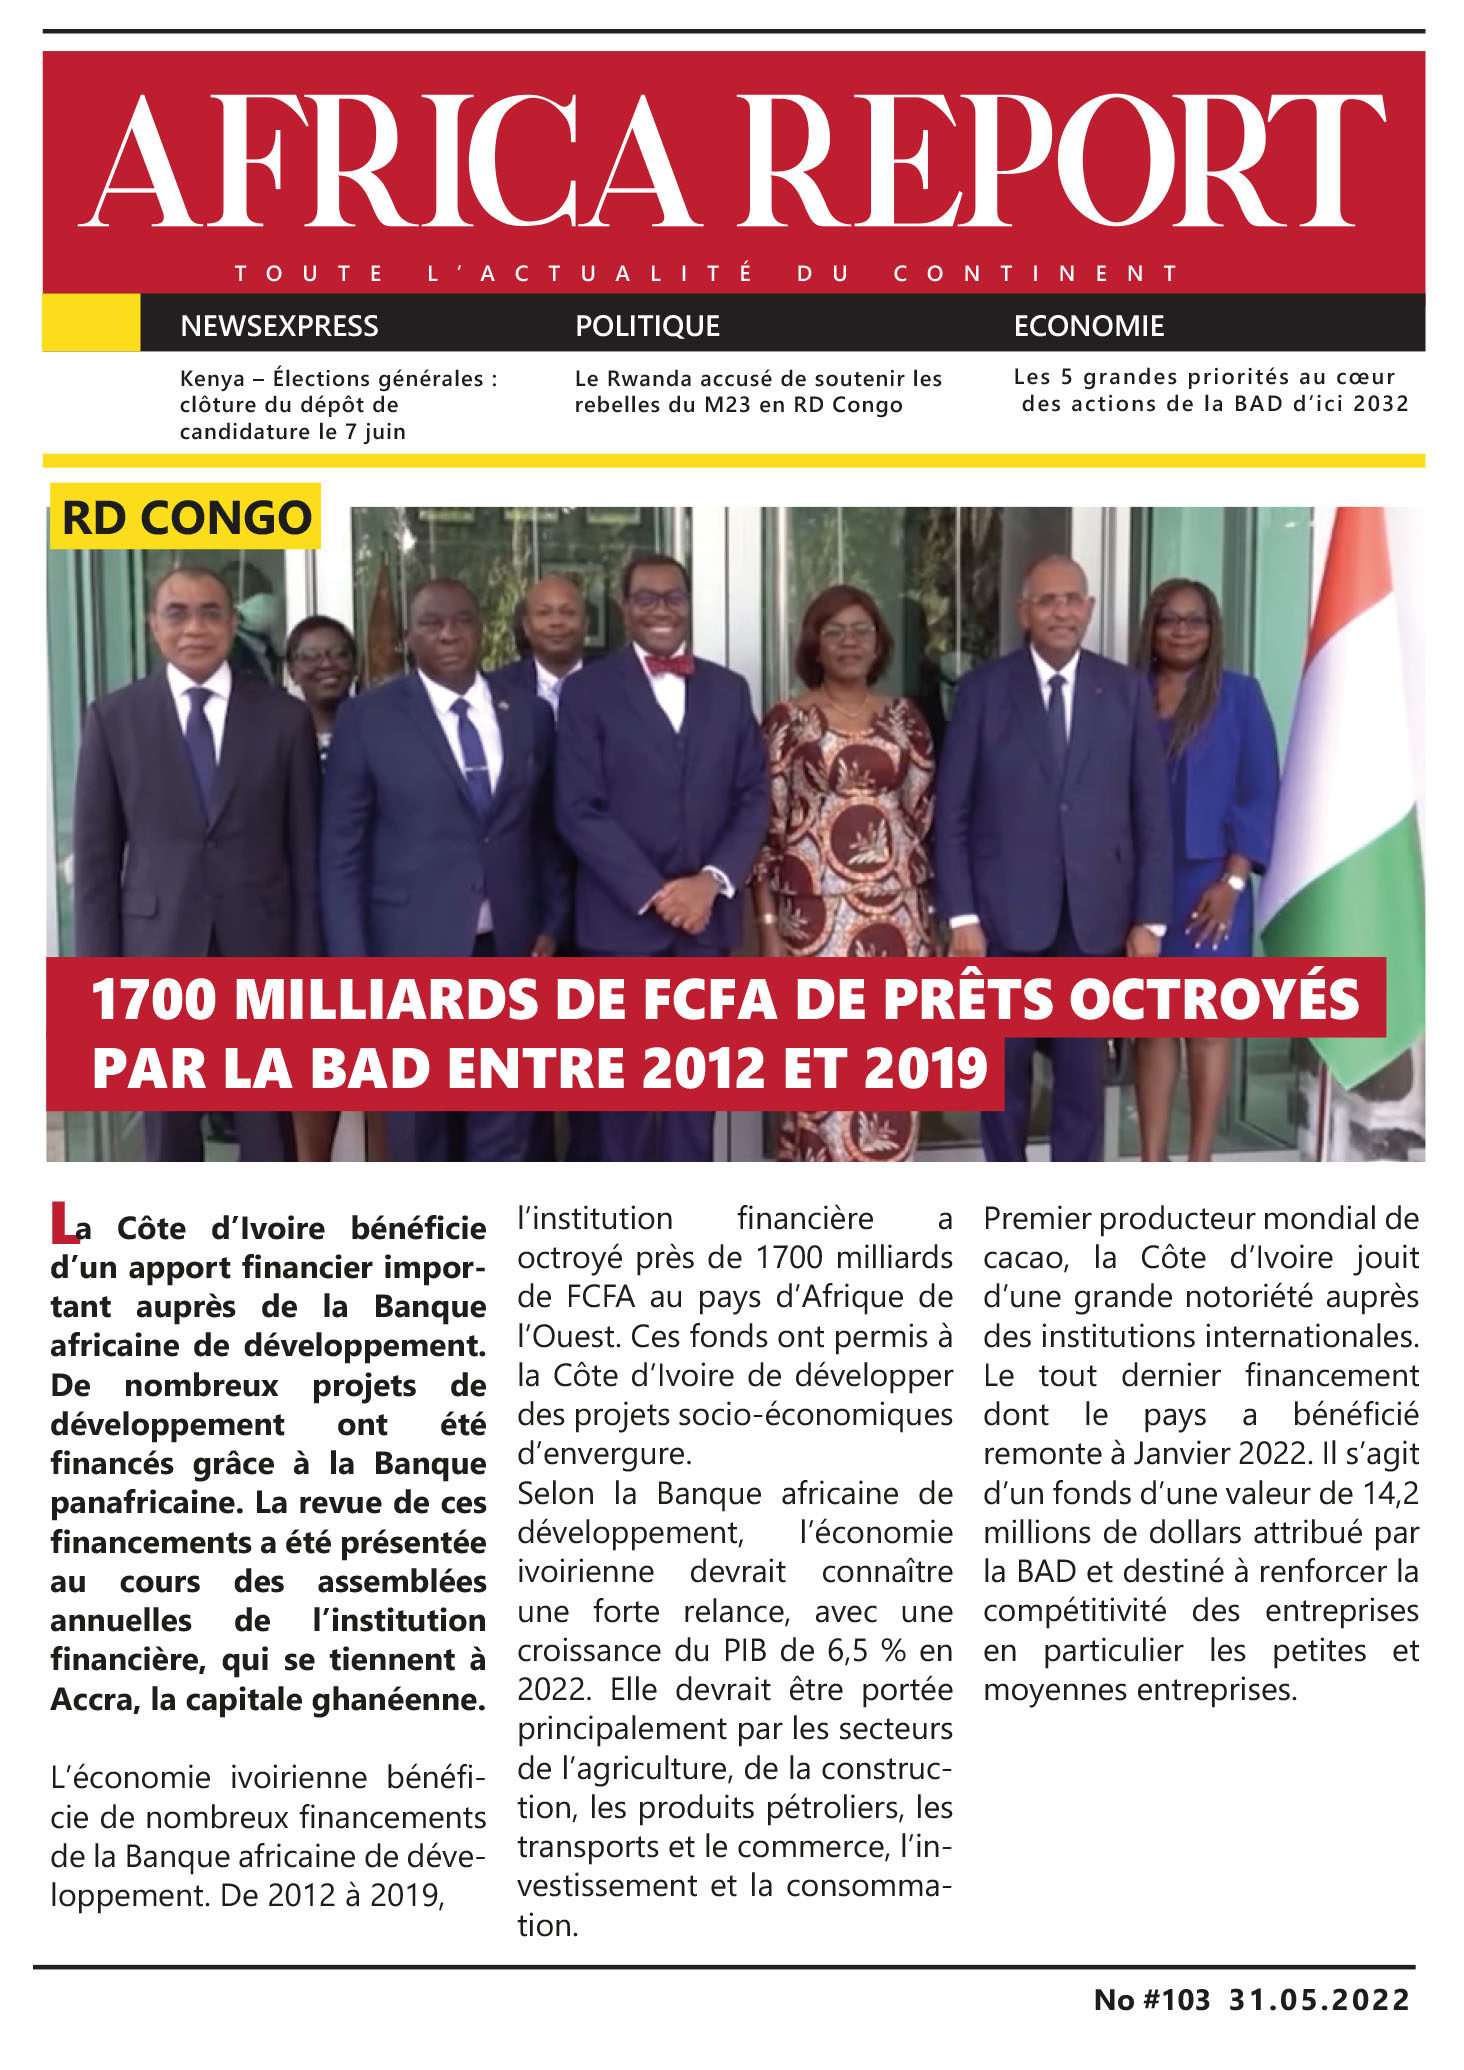 AFRICA REPORT
TOUTE L'ACTUALITÉ DU CONTINENT
NEWSEXPRESS
Kenya – Élections générales :
clôture du dépôt de
candidature le 7 juin
POLITIQUE
Le Rwanda accusé de soutenir les
rebelles du M23 en RD Congo
ECONOMIE
Les 5 grandes priorités au cœur
des actions de la BAD d'ici 2032
RD CONGO
1700 MILLIARDS DE FCFA DE PRÊTS OCTROYÉS
PAR LA BAD ENTRE 2012 ET 2019
La Côte d'Ivoire bénéficie
d'un apport financier impor-
tant auprès de la Banque
africaine de développement.
De nombreux projets de
développement ont été
financés grâce à la Banque
panafricaine. La revue de ces
financements a été présentée
au cours des assemblées
annuelles de l'institution
financière, qui se tiennent à
Accra, la capitale ghanéenne.
L'économie ivoirienne bénéfi-
cie de nombreux financements
de la Banque africaine de déve-
loppement. De 2012 à 2019,
l'institution financière a
octroyé près de 1700 milliards
de FCFA au pays d'Afrique de
l'Ouest. Ces fonds ont permis à
la Côte d'Ivoire de développer
des projets socio-économiques
d'envergure.
Selon la Banque africaine de
développement, l'économie
ivoirienne devrait connaître
une forte relance, avec une
croissance du PIB de 6,5 % en
2022. Elle devrait être portée
principalement par les secteurs
de l'agriculture, de la construc-
tion, les produits pétroliers, les
transports et le commerce, l'in-
vestissement et la consomma-
tion.
Premier producteur mondial de
cacao, la Côte d'Ivoire jouit
d'une grande notoriété auprès
des institutions internationales.
Le tout dernier financement
dont le pays a bénéficié
remonte à Janvier 2022. Il s'agit
d'un fonds d'une valeur de 14,2
millions de dollars attribué par
la BAD et destiné à renforcer la
compétitivité des entreprises
en particulier les petites et
moyennes entreprises.
No #103 31.05.2022